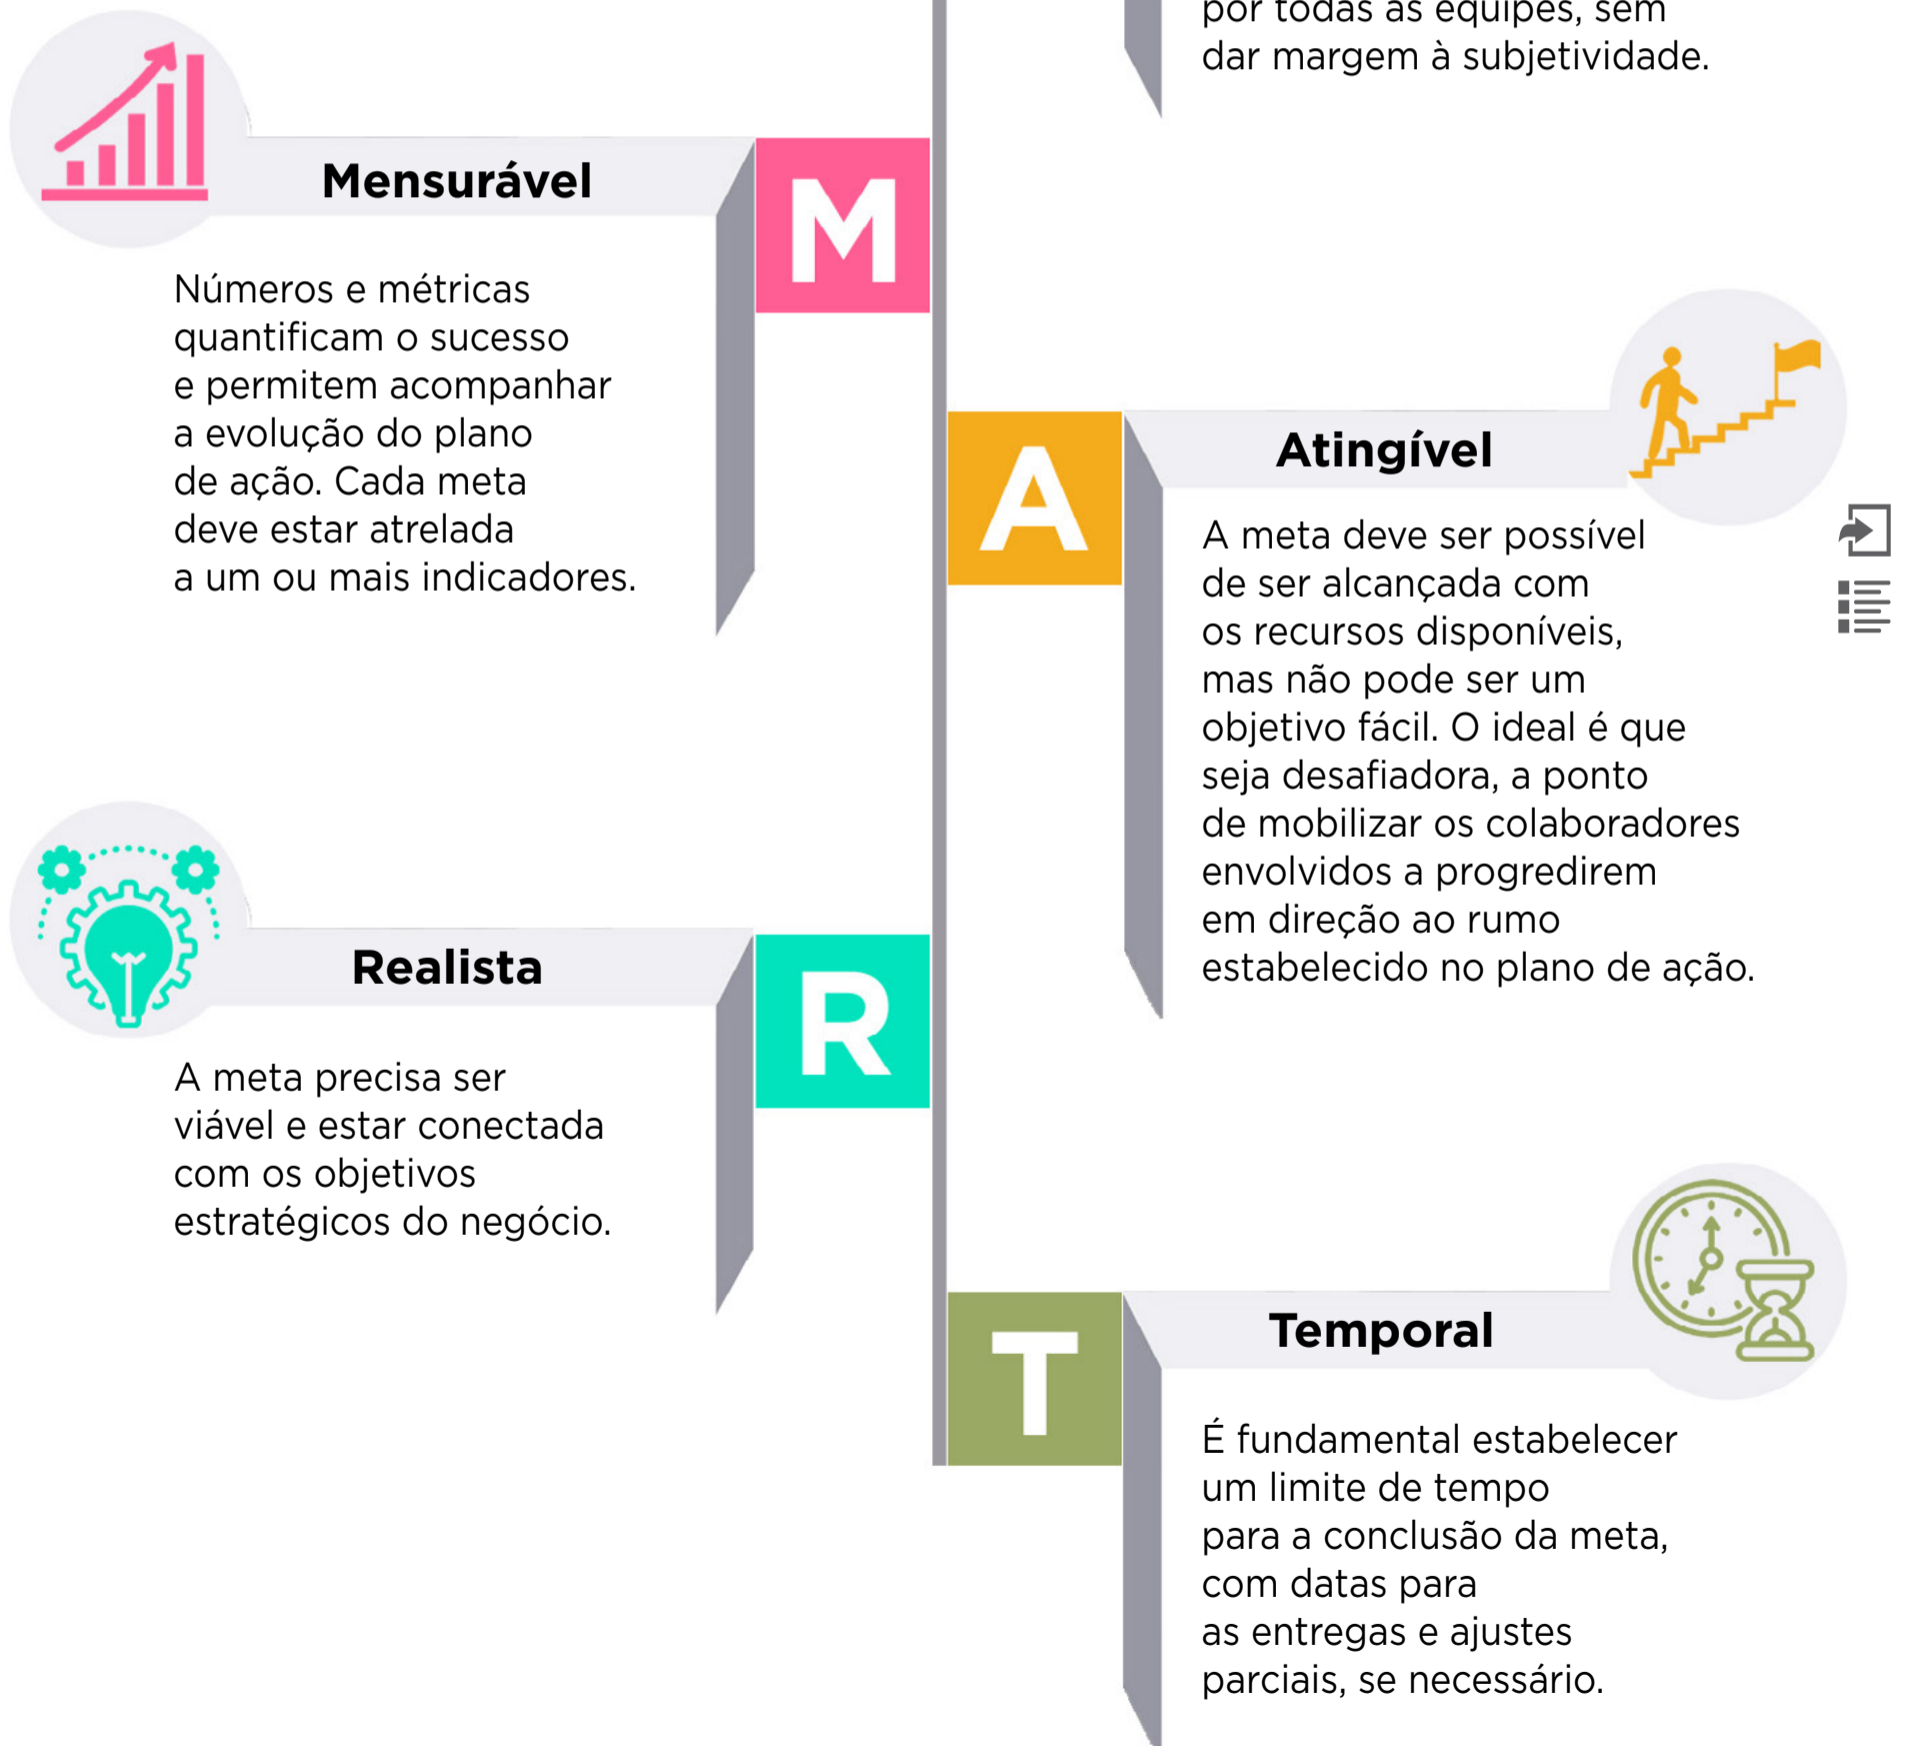 por todas as equipes, sem
dar margem à subjetividade.
M
Mensurável
Números e métricas
quantificam o sucesso
e permitem acompanhar
a evolução do plano
de ação. Cada meta
deve estar atrelada
a um ou mais indicadores.
A
Atingível
A meta deve ser possível
de ser alcançada com
os recursos disponíveis,
mas não pode ser um
objetivo fácil. O ideal é que
seja desafiadora, a ponto
de mobilizar os colaboradores
envolvidos a progredirem
em direção ao rumo
estabelecido no plano de ação.
R
Realista
A meta precisa ser
viável e estar conectada
com os objetivos
estratégicos do negócio.
T
Temporal
É fundamental estabelecer
um limite de tempo
para a conclusão da meta,
com datas para
as entregas e ajustes
parciais, se necessário.